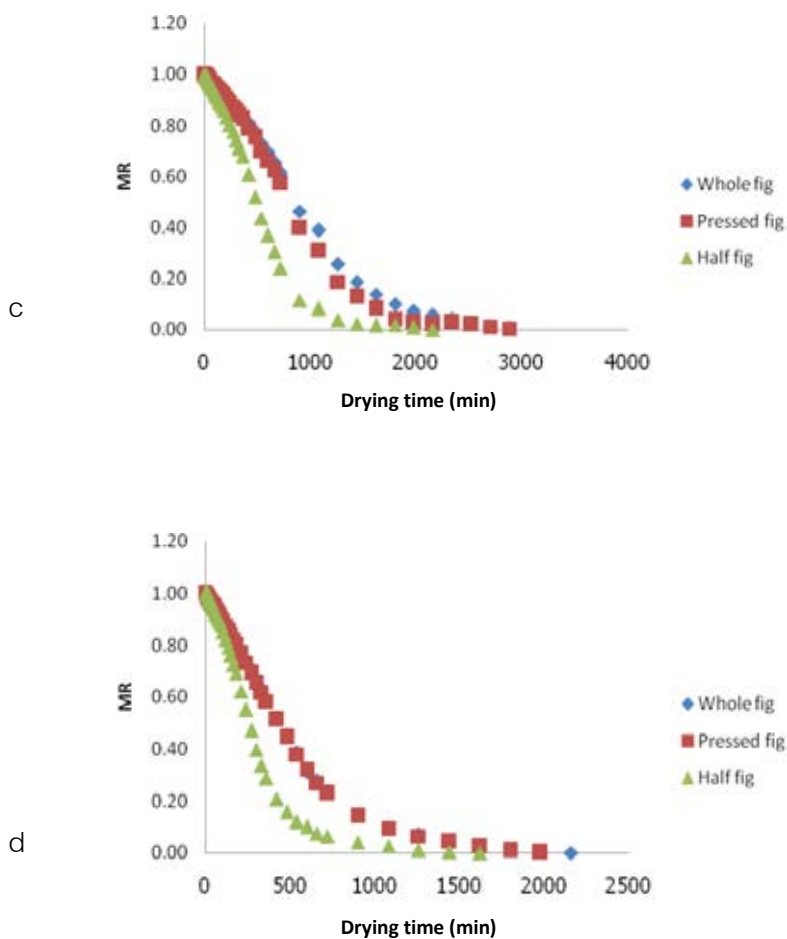 1.20
1.00
0.80
0.60
0.40
0.20
0.00
MR
0 1000 2000 3000 4000
Drying time (min)
Whole fig
Pressed fig
Half fig
c
1.20
1.00
0.80
0.60
0.40
0.20
0.00
MR
0 500 1000 1500 2000 2500
Drying time (min)
Whole fig
Pressed fig
Half fig
d